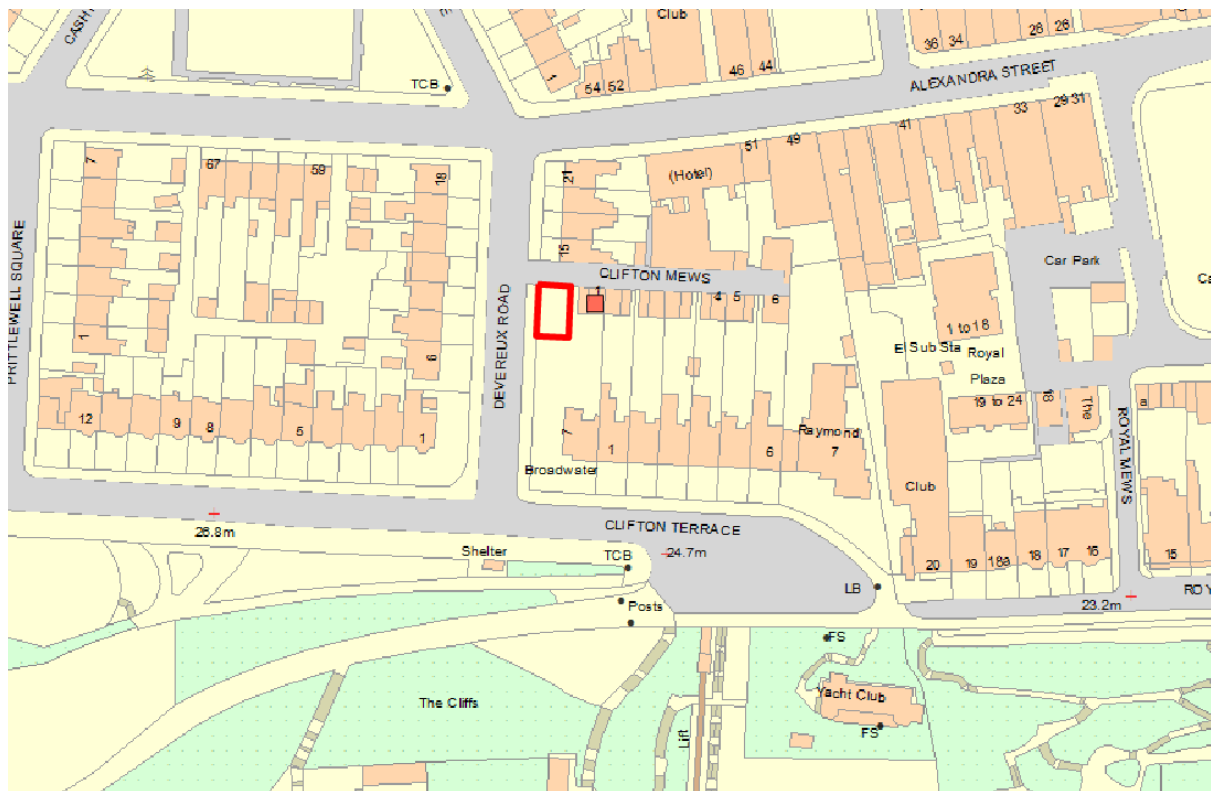 CASH
Club
36 34
28 26
1
54 52
46 44
TCB
ALEXANDRA STREET
33
29 31
41
49
51
(Hotel)
7
67
59
18
21
15
CLIFTON MEWS
Car Park
Ca
PRITTLEWELL SQUARE
DEVEREUX ROAD
1
4 5
6
1 to 18
El Sub Sta
Royal
Plaza
1
6
19 to 24
18
The
a
12
9
8
5
1
7
1
6
Raymond
7
Broadwater
Club
ROYAL MEWS
26.8m
CLIFTON TERRACE
24.7m
Shelter
TCB
20
19
18a
18
17
16
15
LB
23.2m
ROY
Posts
FS
The Cliffs
Yacht Club
Lift
FS